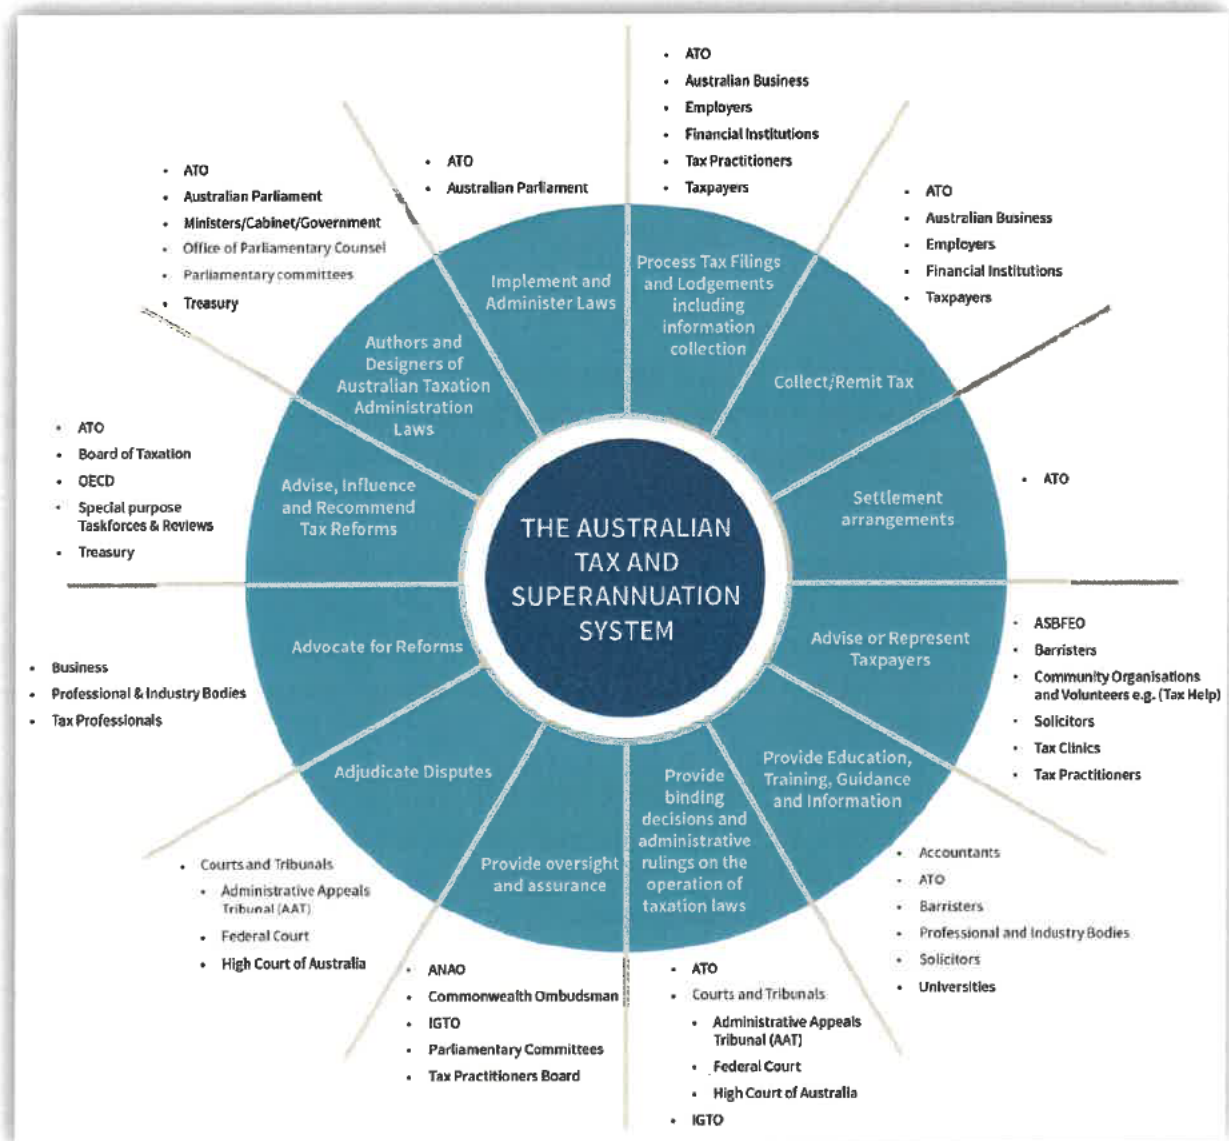 THE AUSTRALIAN
TAX AND
SUPERANNUATION
SYSTEM
Process Tax Filings
and Lodgements
including
information
collection
• ATO
• Australian Business
• Employers
• Financial Institutions
• Tax Practitioners
• Taxpayers
Collect/Remit Tax
• ATO
• Australian Business
• Employers
• Financial Institutions
• Taxpayers
Settlement
arrangements
• ATO
Advise or Represent
Taxpayers
• ASBFEO
• Barristers
• Community Organisations
and Volunteers e.g. (Tax Help)
• Solicitors
• Tax Clinics
• Tax Practitioners
Provide Education,
Training, Guidance
and Information
• Accountants
• ATO
• Barristers
• Professional and Industry Bodies
• Solicitors
• Universities
Provide
binding
decisions and
administrative
rulings on the
operation of
taxation laws
• ATO
• Courts and Tribunals
• Administrative Appeals
Tribunal (AAT)
• Federal Court
• High Court of Australia
• IGTO
Provide oversight
and assurance
• ANAO
• Commonwealth Ombudsman
• IGTO
• Parliamentary Committees
• Tax Practitioners Board
Adjudicate Disputes
• Courts and Tribunals
• Administrative Appeals
Tribunal (AAT)
• Federal Court
• High Court of Australia
Advocate for Reforms
• Business
• Professional & Industry Bodies
• Tax Professionals
Advise, Influence
and Recommend
Tax Reforms
• ATO
• Board of Taxation
• OECD
• Special purpose
Taskforces & Reviews
• Treasury
Authors and
Designers of
Australian Taxation
Administration
Laws
• ATO
• Australian Parliament
• Ministers/Cabinet/Government
• Office of Parliamentary Counsel
• Parliamentary committees
• Treasury
Implement and
Administer Laws
• ATO
• Australian Parliament